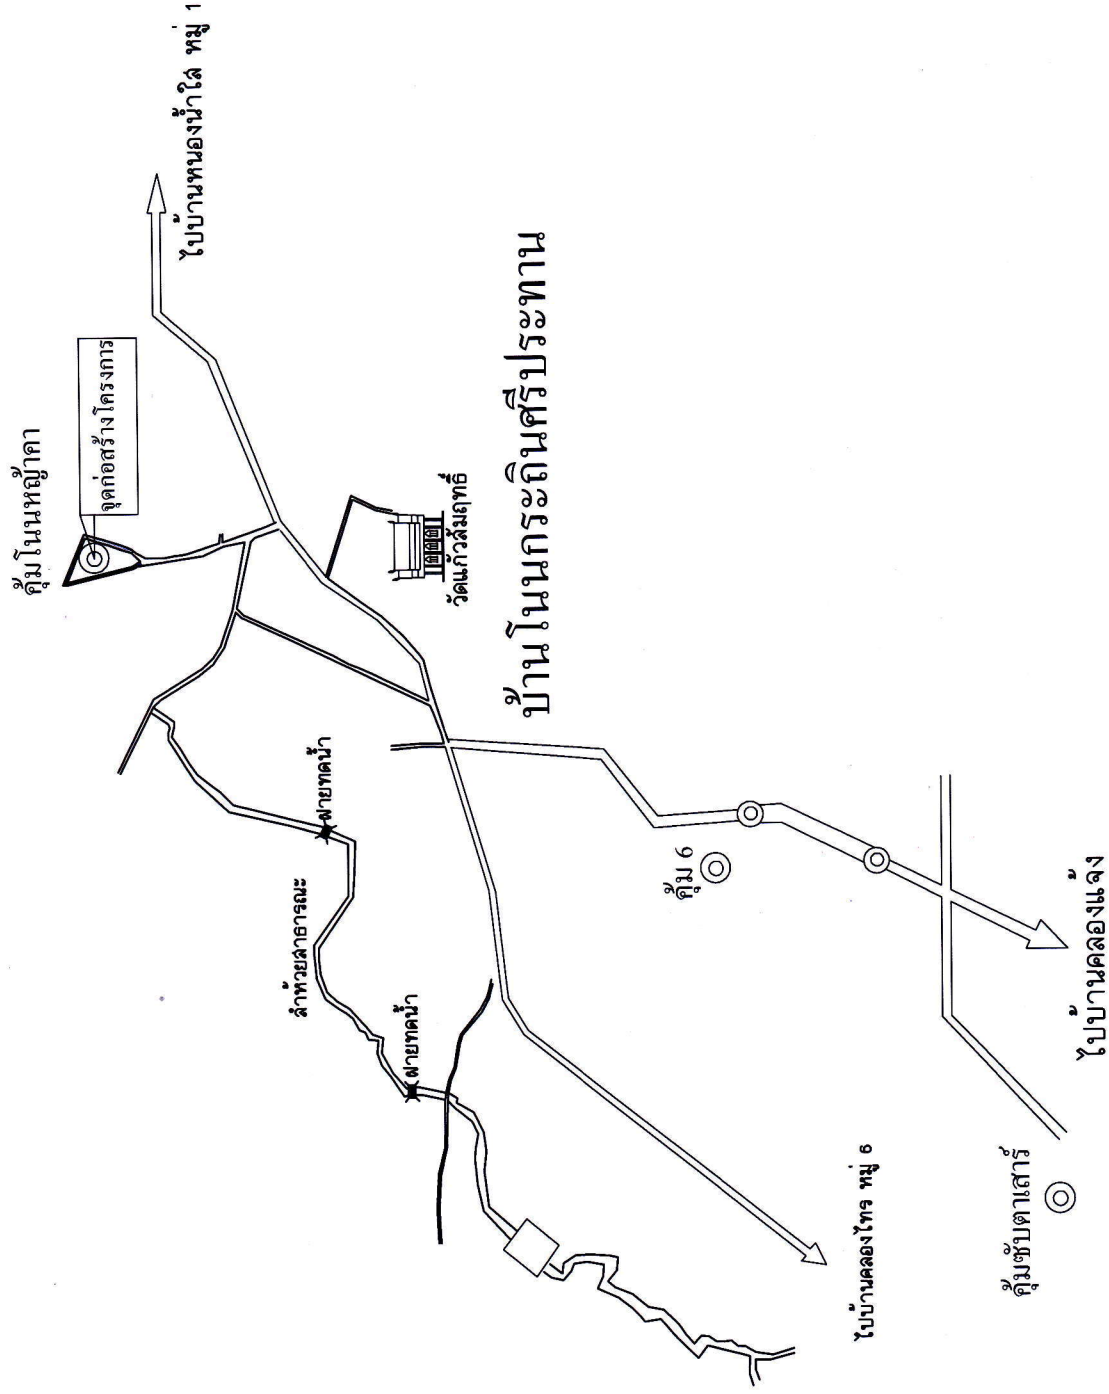 ไปบ้านหนองน้ำใส หมู่ 1
คุ้มโนนหญ้าคา
จุดก่อสร้างโครงการ
วัดแก้วสัมฤทธิ์
บ้านโนนกระถินศรีประทาน
ฝายทดน้ำ
ลำห้วยสาธารณะ
ฝายทดน้ำ
คุ้ม 6
ไปบ้านคลองแจ้ง
ไปบ้านคลองไทร หมู่ 6
คุ้มซับตาเสาร์